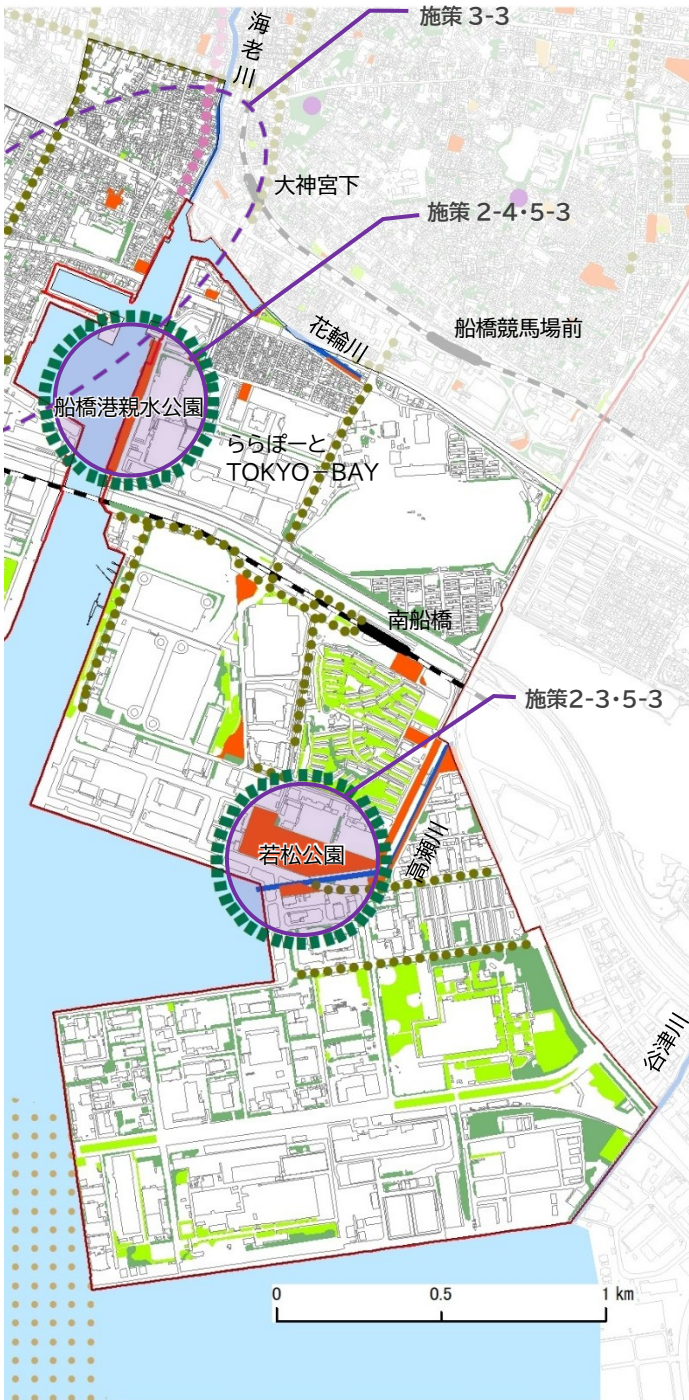 施策 3-3
海老川
大神宮下
施策 2-4・5-3
花輪川
船橋競馬場前
船橋港親水公園
ららぽーと
TOKYO−BAY
南船橋
施策2-3・5-3
若松公園
高瀬川
谷津川
0 0.5 1 km